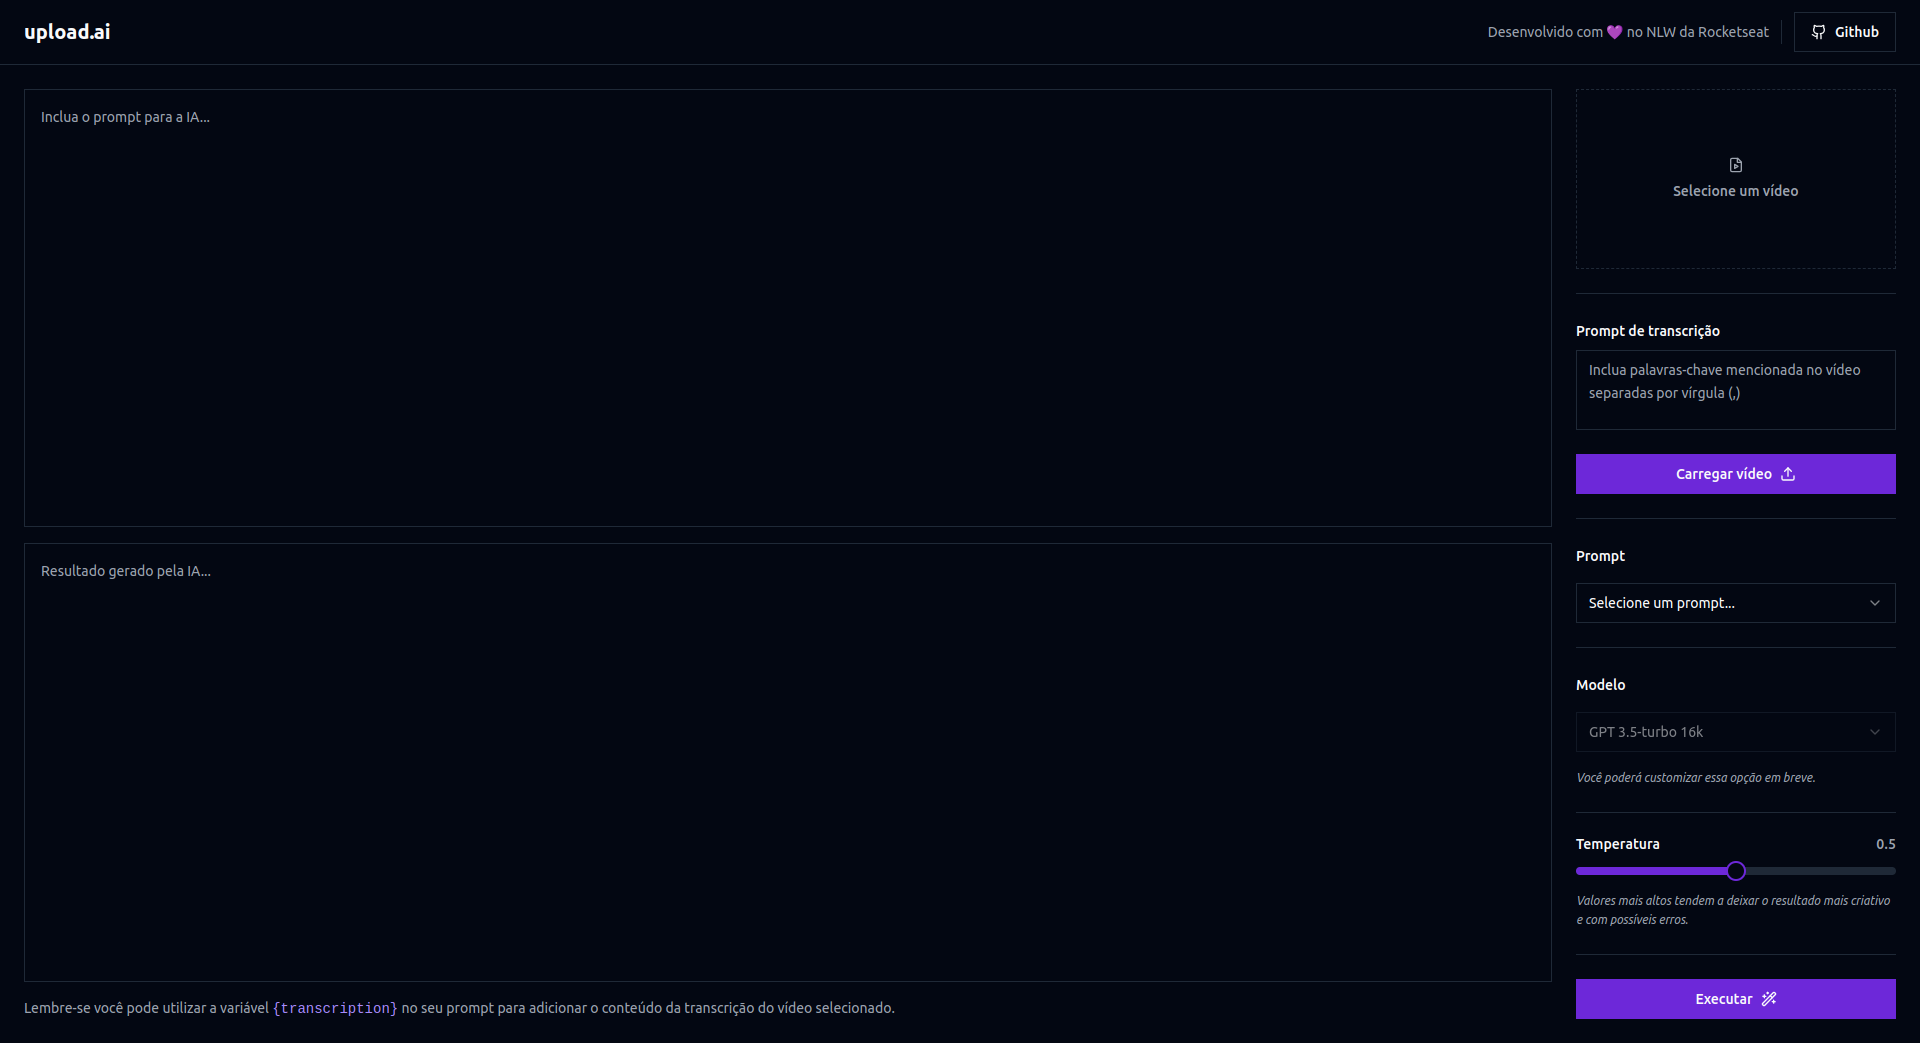 upload.ai
Desenvolvido com 💜 no NLW da Rocketseat
Github
Inclua o prompt para a IA...
Resultado gerado pela IA...
Lembre-se você pode utilizar a variável {transcription} no seu prompt para adicionar o conteúdo da transcrição do vídeo selecionado.
Selecione um vídeo
Prompt de transcrição
Inclua palavras-chave mencionada no vídeo
separadas por vírgula (,)
Carregar vídeo
Prompt
Selecione um prompt...
Modelo
GPT 3.5-turbo 16k
Você poderá customizar essa opção em breve.
Temperatura
0.5
Valores mais altos tendem a deixar o resultado mais criativo
e com possíveis erros.
Executar